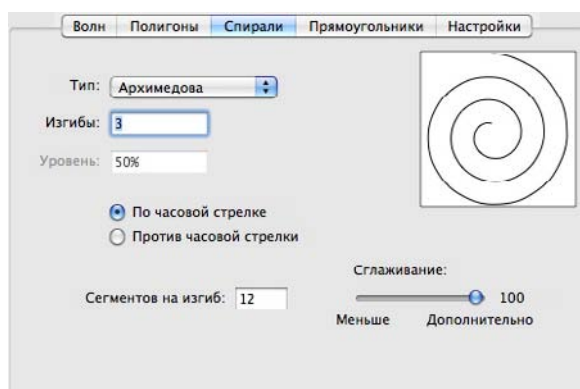 Волн Полигоны Спирали Прямоугольники Настройки
Тип: Архимедова
Изгибы: 3
Уровень: 50%
По часовой стрелке
Против часовой стрелки
Сглаживание:
Сегментов на изгиб: 12
100
Меньше Дополнительно